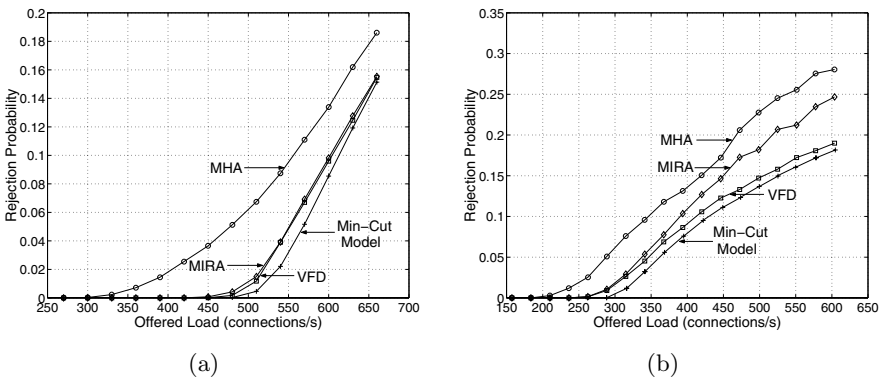 0.2
0.18
0.16
0.14
0.12
0.1
0.08
0.06
0.04
0.02
0
Rejection Probability
250 300 350 400 450 500 550 600 650 700
Offered Load (connections/s)
MHA
MIRA
VFD
Min−Cut
Model
(a)
0.35
0.3
0.25
0.2
0.15
0.1
0.05
0
Rejection Probability
150 200 250 300 350 400 450 500 550 600 650
Offered Load (connections/s)
MHA
MIRA
VFD
Min−Cut
Model
(b)